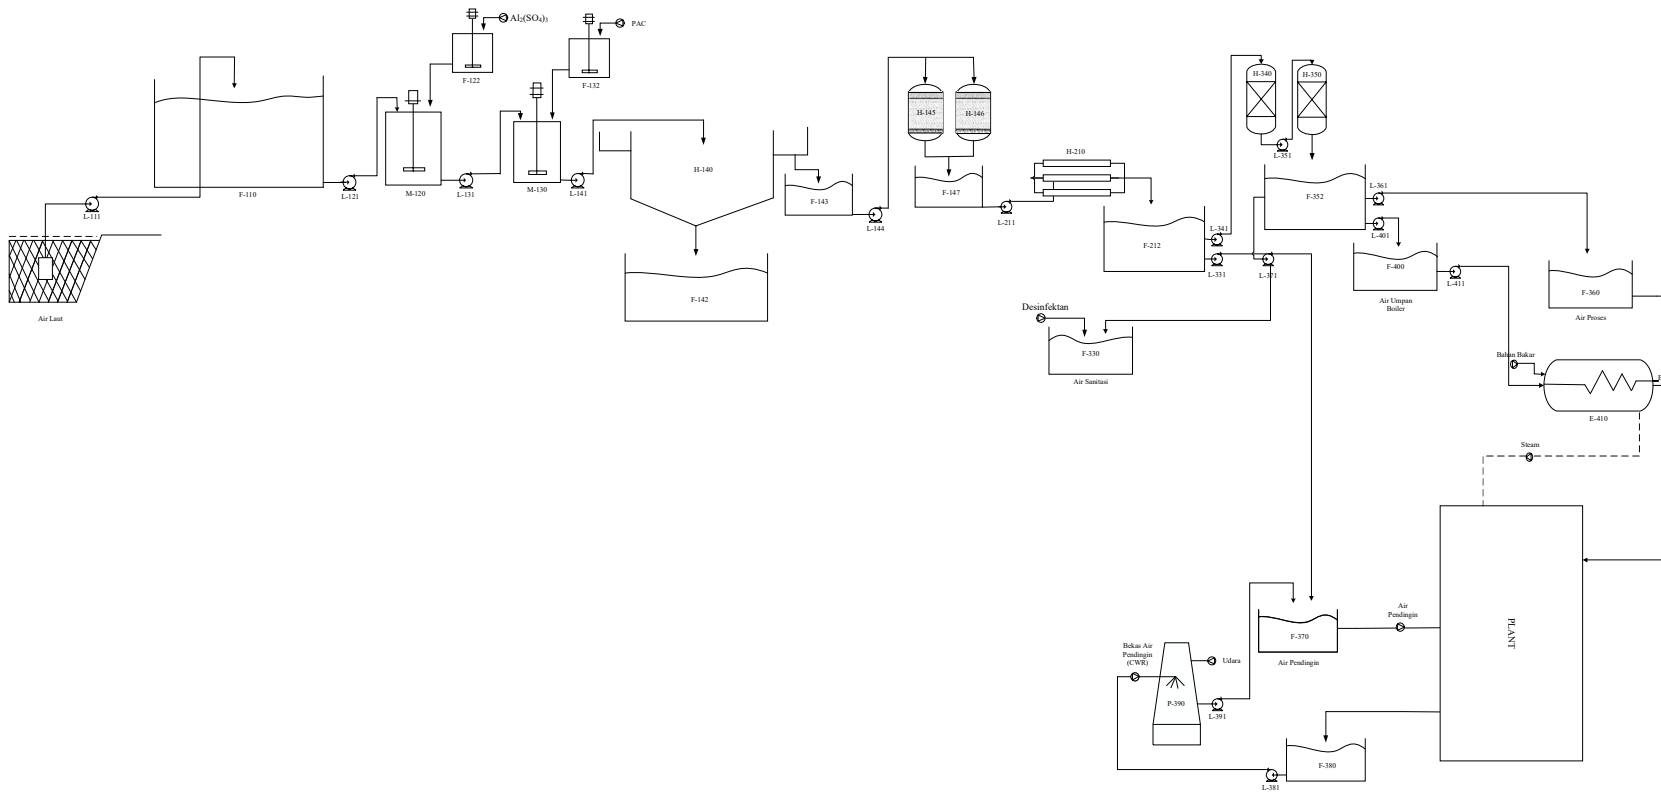 Al₂(SO₄)₃
PAC
F-122
F-132
H-340
H-350
H-145
H-146
L-351
H-210
F-110
L-121
M-120
L-131
M-130
L-141
H-140
F-143
L-144
F-147
L-211
L-111
F-212
L-341
L-331
L-371
F-352
L-361
L-401
F-400
L-411
Air Umpan
Boiler
F-360
Air Proses
F-142
Air Laut
Desinfektan
F-330
Air Sanitasi
Bahan Bakar
E-410
Steam
PLANT
Air
Pendingin
F-370
Air Pendingin
Bekas Air
Pendingin
(CWR)
Udara
P-390
L-391
F-380
L-381